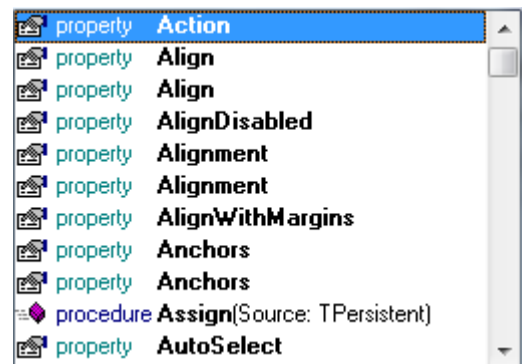 property Action
property Align
property Align
property AlignDisabled
property Alignment
property Alignment
property AlignWithMargins
property Anchors
property Anchors
procedure Assign(Source: TPersistent)
property AutoSelect